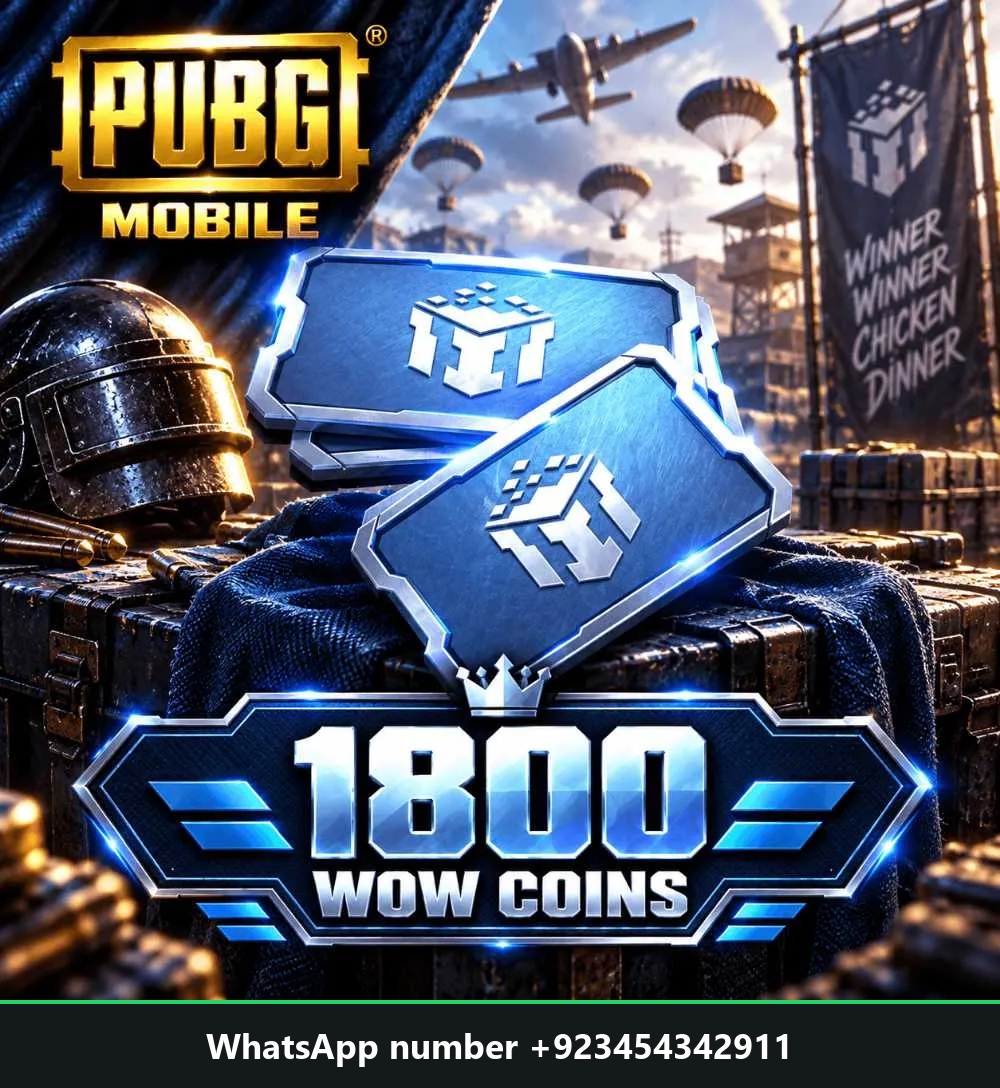 PUBG®
MOBILE
WINNER
WINNER
CHICKEN
DINNER
1800
WOW COINS
WhatsApp number +923454342911